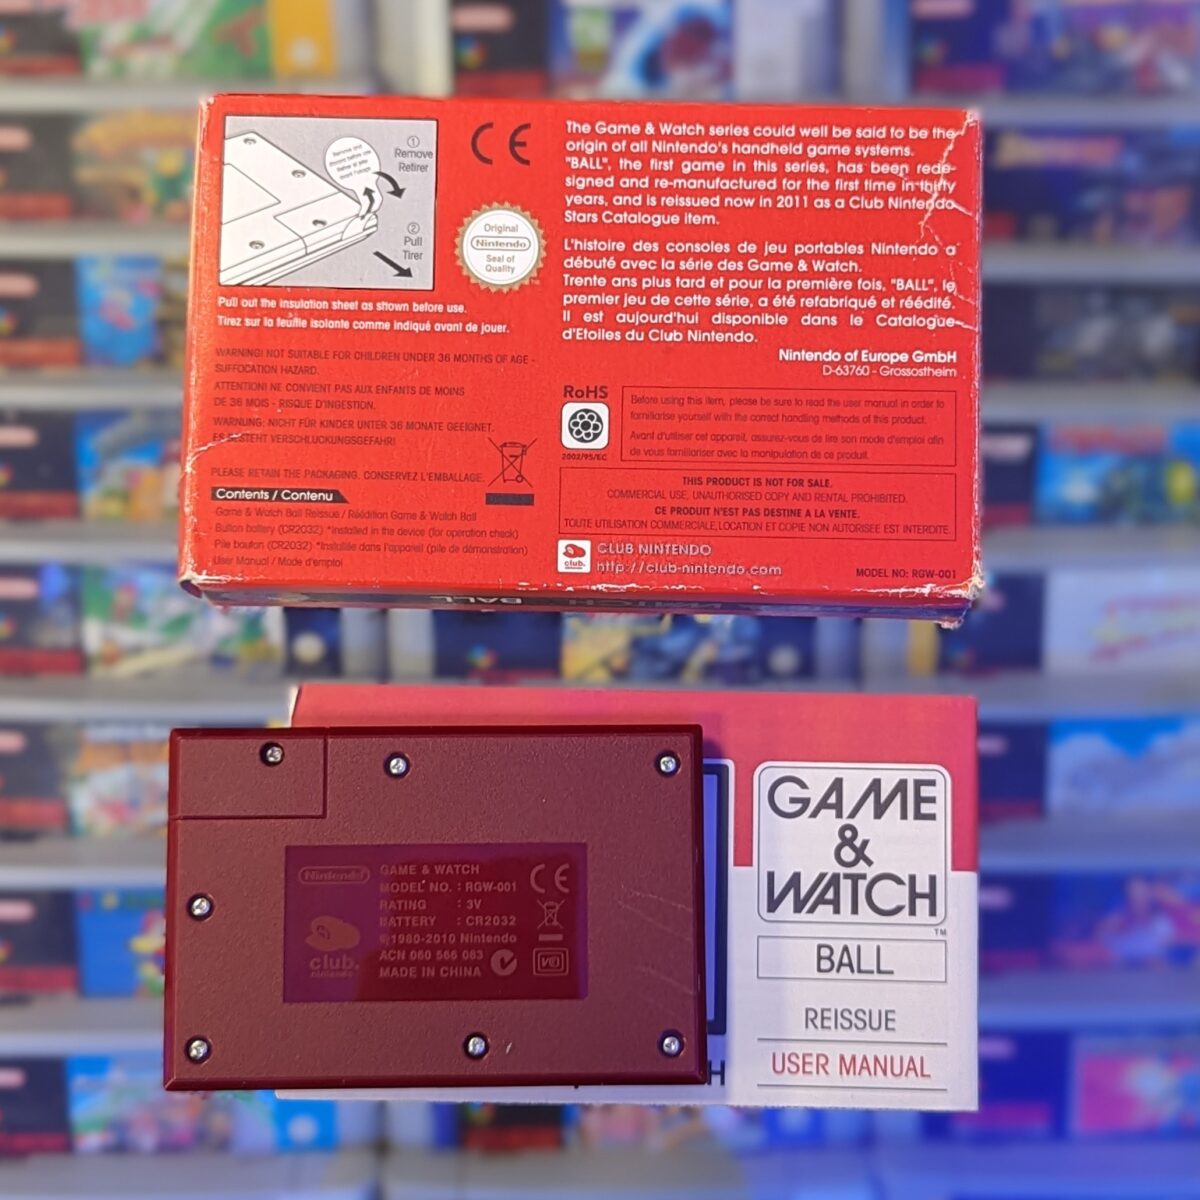 ① Remove
Retirer
② Pull
Tirer
Pull out the insulation sheet as shown before use.
Tirez sur la feuille isolante comme indiqué avant de jouer.
CE
Original
Nintendo
Seal of
Quality
WARNING! NOT SUITABLE FOR CHILDREN UNDER 36 MONTHS OF AGE -
SUFFOCATION HAZARD.
ATTENTION! NE CONVIENT PAS AUX ENFANTS DE MOINS
DE 36 MOIS - RISQUE D'INGESTION.
WARNUNG: NICHT FÜR KINDER UNTER 36 MONATE GEEIGNET.
ES BESTEHT VERSCHLUCKUNGSGEFAHR!
PLEASE RETAIN THE PACKAGING. CONSERVEZ L'EMBALLAGE.
Contents / Contenu
Game & Watch Ball Reissue / Réédition Game & Watch Ball
Button battery (CR2032) *Installed in the device (for operation check)
Pile bouton (CR2032) *Installée dans l'appareil (pile de démonstration)
User Manual / Mode d'emploi
The Game & Watch series could well be said to be the
origin of all Nintendo's handheld game systems.
"BALL", the first game in this series, has been rede-
signed and re-manufactured for the first time in thirty
years, and is reissued now in 2011 as a Club Nintendo
Stars Catalogue item.
L'histoire des consoles de jeu portables Nintendo a
débuté avec la série des Game & Watch.
Trente ans plus tard et pour la première fois, "BALL", le
premier jeu de cette série, a été refabriqué et réédité.
Il est aujourd'hui disponible dans le Catalogue
d'Etoiles du Club Nintendo.
Nintendo of Europe GmbH
D-63760 - Grossostheim
RoHS
2002/95/EC
Before using this item, please be sure to read the user manual in order to
familiarise yourself with the correct handling methods of this product.
Avant d'utiliser cet appareil, assurez-vous de lire son mode d'emploi afin
de vous familiariser avec la manipulation de ce produit.
THIS PRODUCT IS NOT FOR SALE.
COMMERCIAL USE, UNAUTHORISED COPY AND RENTAL PROHIBITED.
CE PRODUIT N'EST PAS DESTINE A LA VENTE.
TOUTE UTILISATION COMMERCIALE, LOCATION ET COPIE NON AUTORISEE EST INTERDITE.
club.
CLUB NINTENDO
http://club-nintendo.com
MODEL NO: RGW-001
WATCH BALL
Nintendo
club.
nintendo
GAME & WATCH
MODEL NO. : RGW-001
RATING : 3V
BATTERY : CR2032
©1980-2010 Nintendo
ACN 060 566 083
MADE IN CHINA
CE
GAME
&
WATCH
TM
BALL
REISSUE
USER MANUAL
H